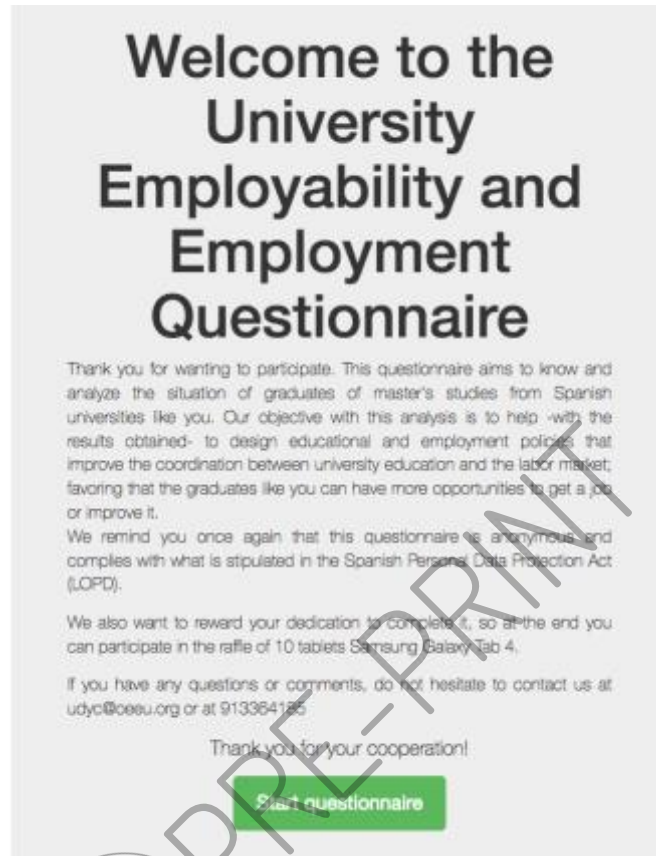 Welcome to the
University
Employability and
Employment
Questionnaire
Thank you for wanting to participate. This questionnaire aims to know and
analyze the situation of graduates of master's studies from Spanish
universities like you. Our objective with this analysis is to help -with the
results obtained- to design educational and employment policies that
improve the coordination between university education and the labor market;
favoring that the graduates like you can have more opportunities to get a job
or improve it.
We remind you once again that this questionnaire is anonymous and
complies with what is stipulated in the Spanish Personal Data Protection Act
(LOPD).
We also want to reward your dedication to complete it, so at the end you
can participate in the raffle of 10 tablets Samsung Galaxy Tab 4.
If you have any questions or comments, do not hesitate to contact us at
udyc@oeeu.org or at 913364185
Thank you for your cooperation!
Start questionnaire
PRE-PRINT